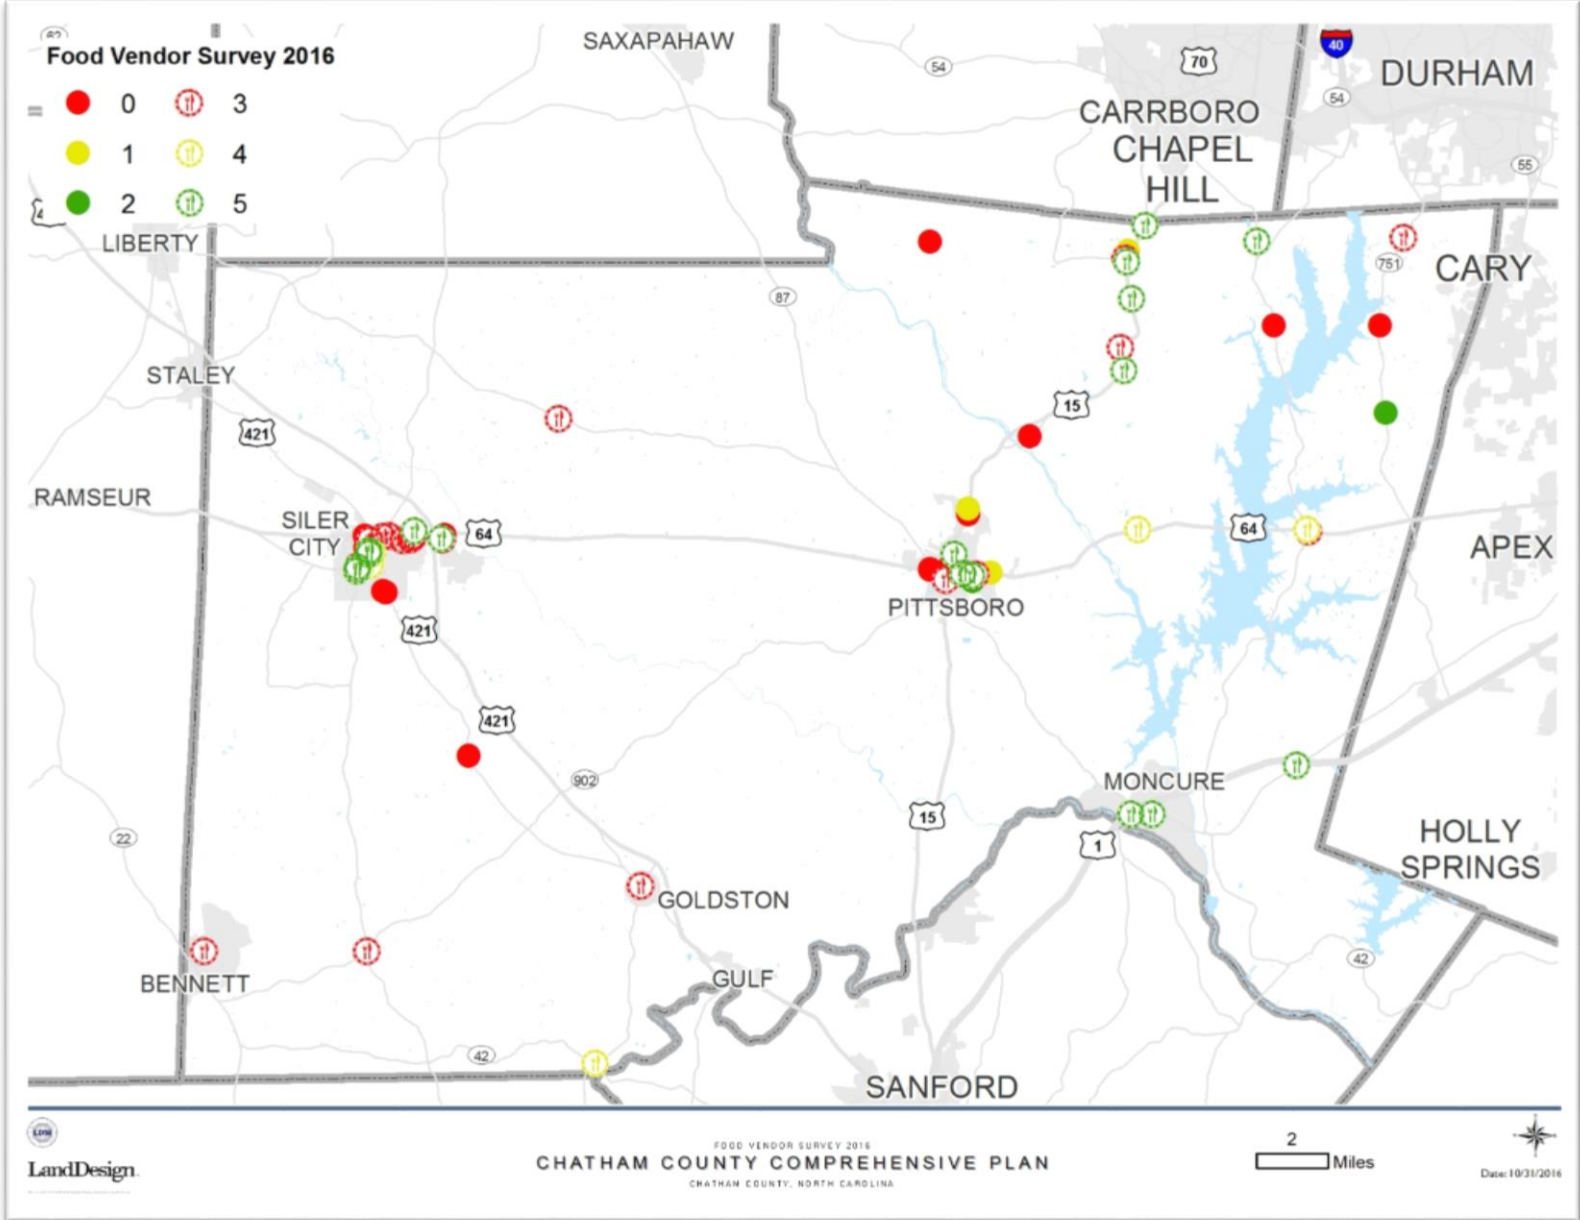 Food Vendor Survey 2016
0
3
1
4
2
5
SAXAPAHAW
54
70
40
DURHAM
54
CARRBORO
CHAPEL
HILL
55
LIBERTY
87
751
CARY
STALEY
421
15
RAMSEUR
SILER
CITY
64
64
APEX
PITTSBORO
421
421
902
MONCURE
15
1
22
HOLLY
SPRINGS
GOLDSTON
BENNETT
GULF
42
42
SANFORD
LandDesign
FOOD VENDOR SURVEY 2016
CHATHAM COUNTY COMPREHENSIVE PLAN
CHATHAM COUNTY, NORTH CAROLINA
2
Miles
Date: 10/31/2016